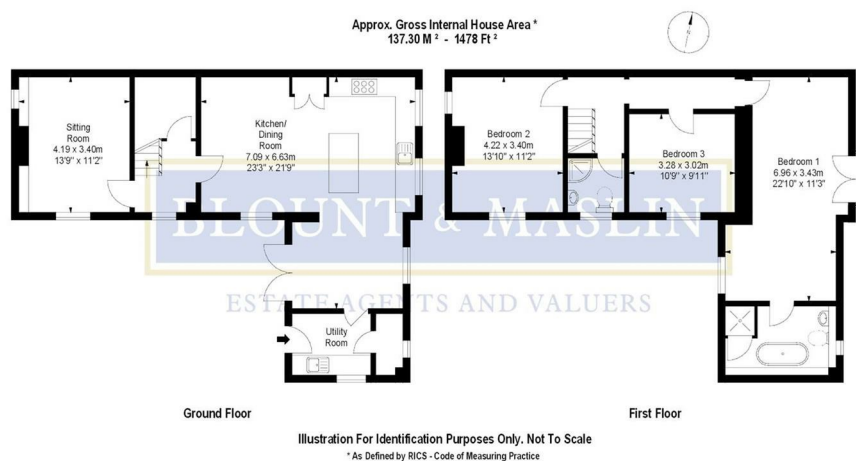 Approx. Gross Internal House Area *
137.30 M ² - 1478 Ft ²
Sitting
Room
4.19 x 3.40m
13'9" x 11'2"
Kitchen/
Dining
Room
7.09 x 6.63m
23'3" x 21'9"
Utility
Room
Bedroom 2
4.22 x 3.40m
13'10" x 11'2"
Bedroom 3
3.28 x 3.02m
10'9" x 9'11"
Bedroom 1
6.96 x 3.43m
22'10" x 11'3"
N
BLOUNT & MASLIN
ESTATE AGENTS AND VALUERS
Ground Floor
First Floor
Illustration For Identification Purposes Only. Not To Scale
* As Defined by RICS - Code of Measuring Practice